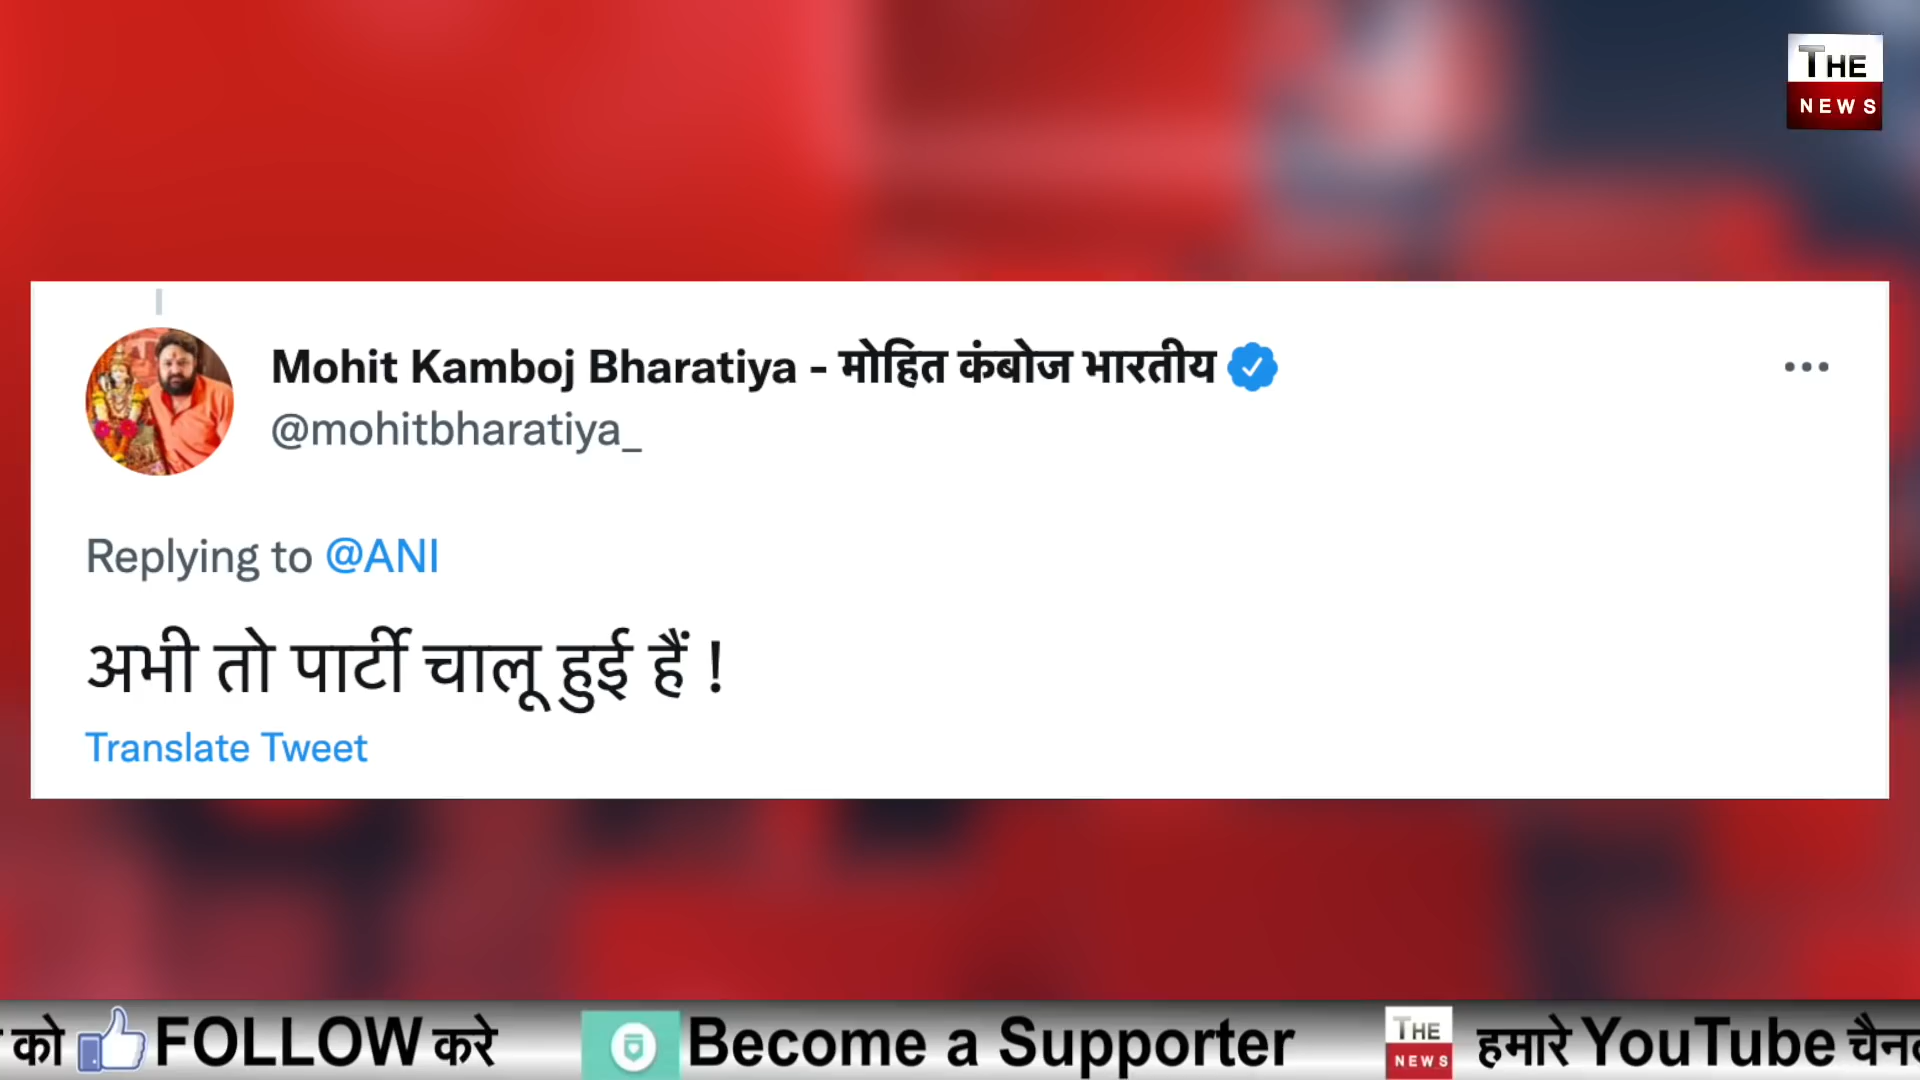 THE
NEWS
Mohit Kamboj Bharatiya - मोहित कंबोज भारतीय
@mohitbharatiya_
Replying to @ANI
अभी तो पार्टी चालू हुई हैं !
Translate Tweet
को FOLLOW करे Become a Supporter THE NEWS हमारे YouTube